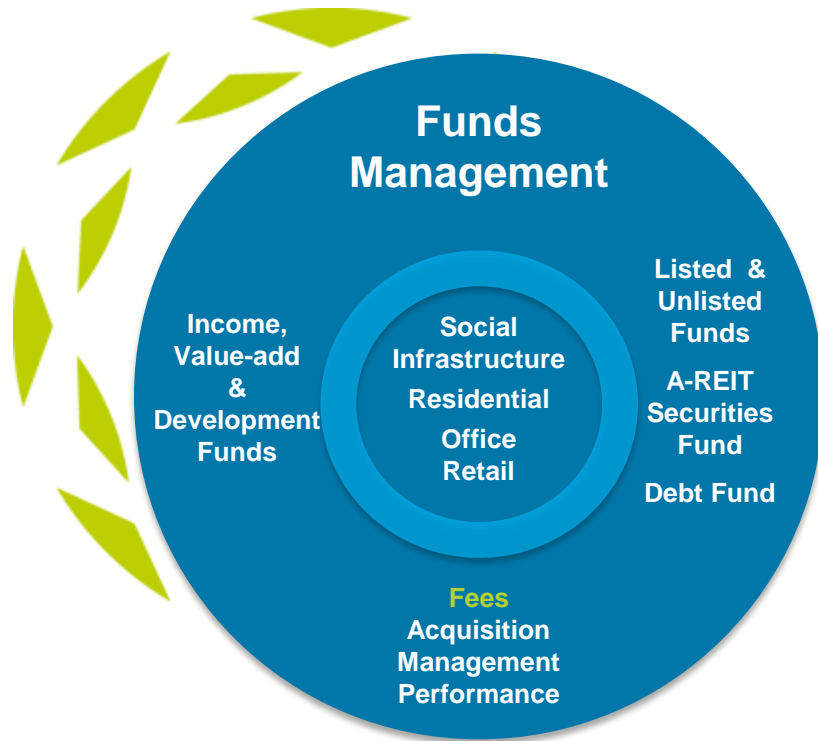 Funds
Management
Income,
Value-add
&
Development
Funds
Social
Infrastructure
Residential
Office
Retail
Listed &
Unlisted
Funds
A-REIT
Securities
Fund
Debt Fund
Fees
Acquisition
Management
Performance